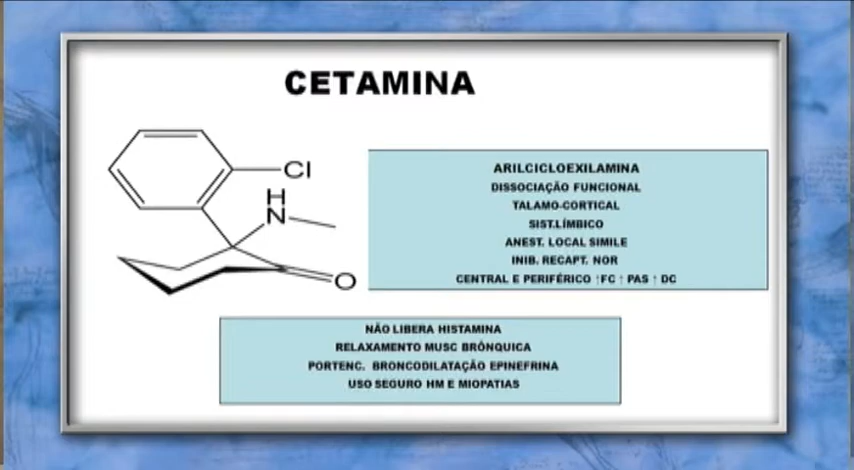 CETAMINA
Cl
H
N
O
ARILCICLOEXILAMINA
DISSOCIAÇÃO FUNCIONAL
TALAMO-CORTICAL
SIST.LÍMBICO
ANEST. LOCAL SIMILE
INIB. RECAPT. NOR
CENTRAL E PERIFÉRICO ↑FC ↑ PAS ↑ DC
NÃO LIBERA HISTAMINA
RELAXAMENTO MUSC BRÔNQUICA
PORTENC. BRONCODILATAÇÃO EPINEFRINA
USO SEGURO HM E MIOPATIAS